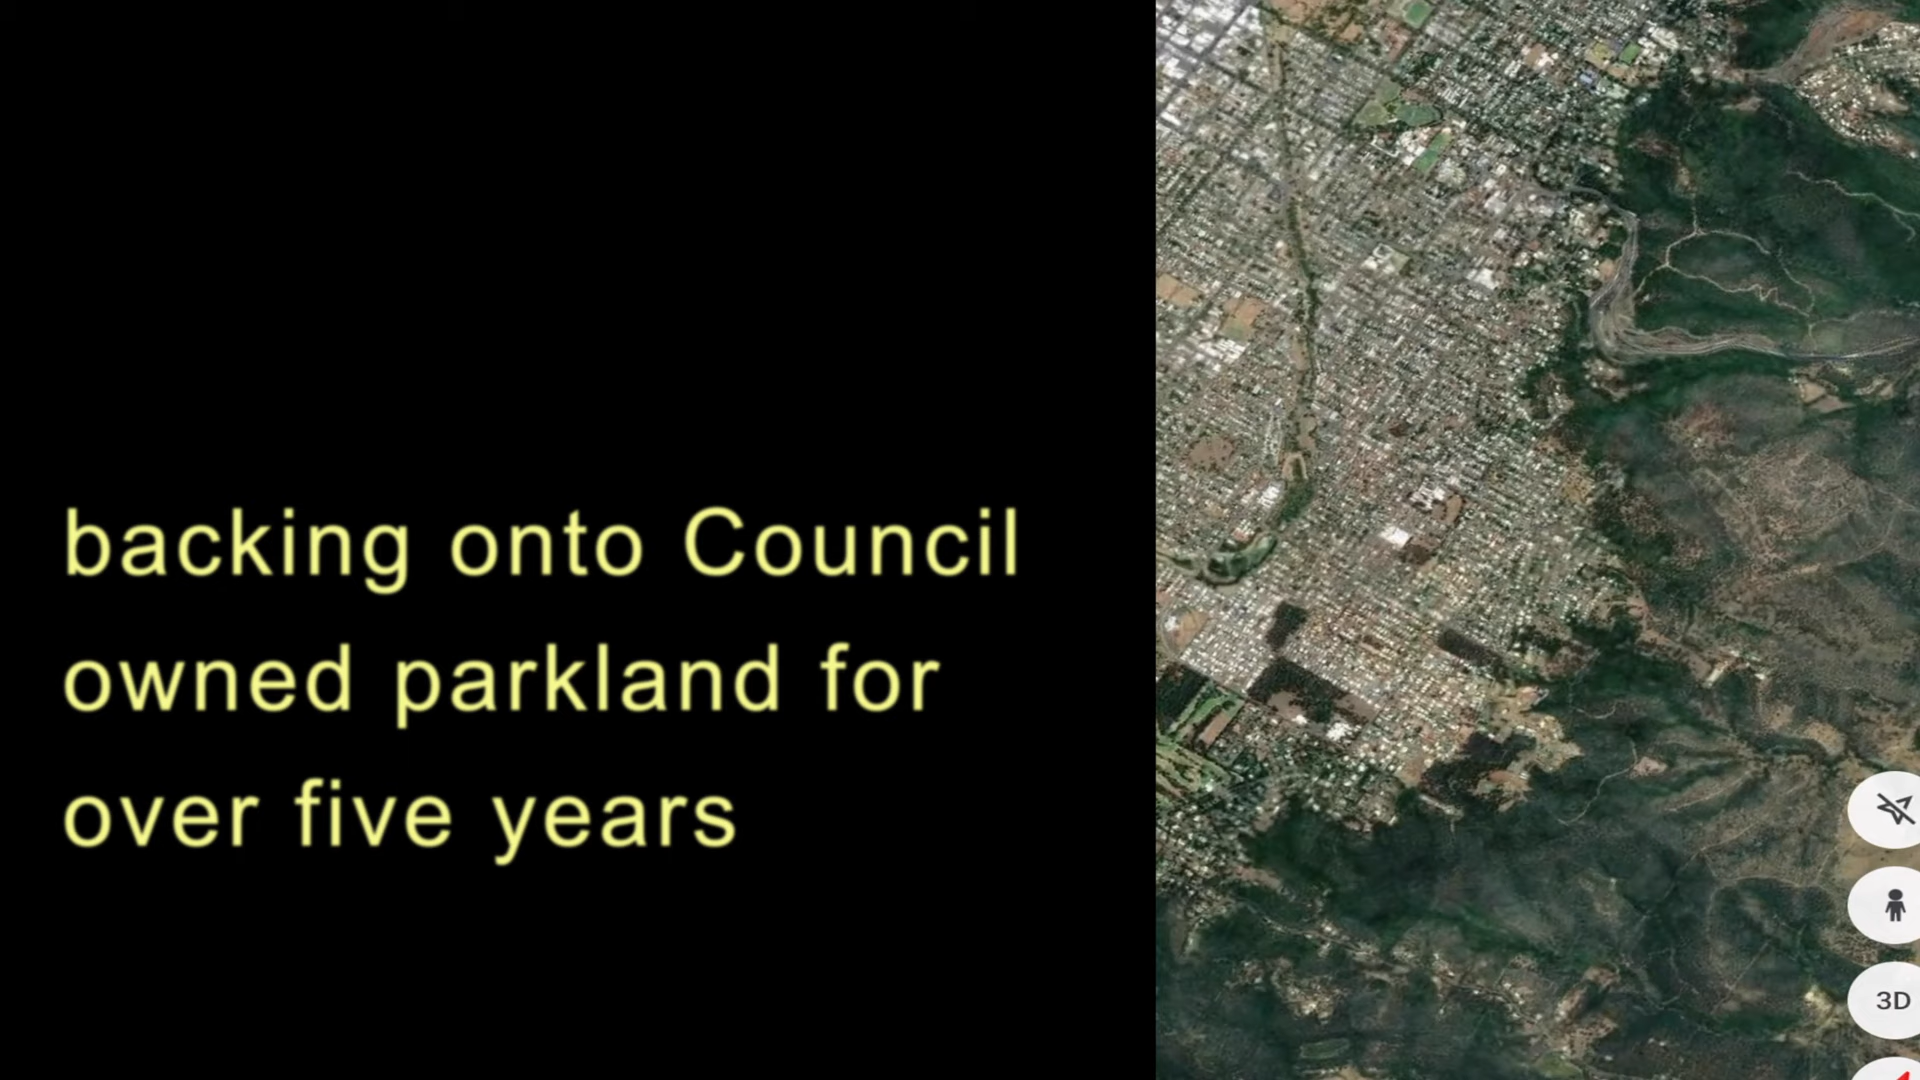 backing onto Council
owned parkland for
over five years
3D